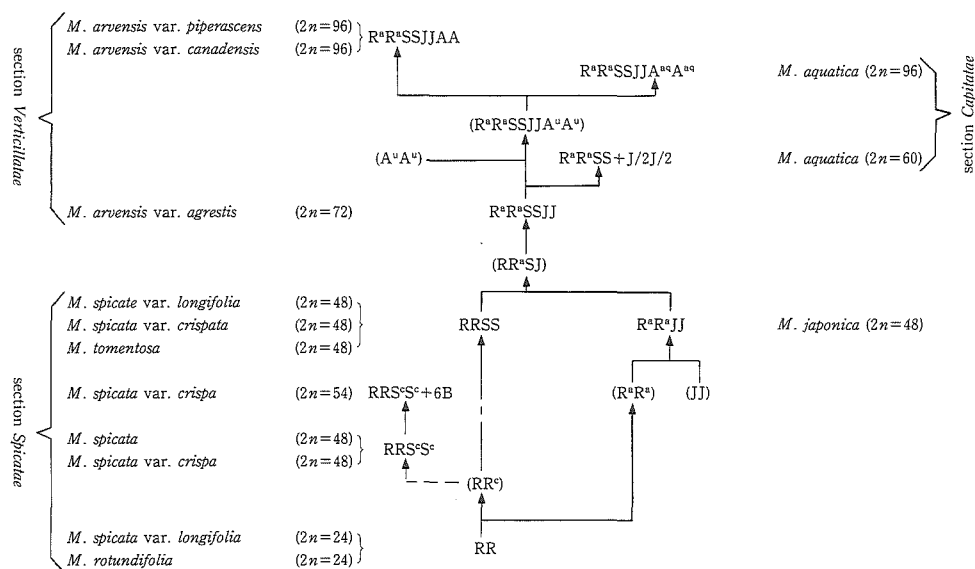 M. arvensis var. piperascens (2n=96)
M. arvensis var. canadensis (2n=96)
RᵃRᵃSSJJAA
RᵃRᵃSSJJAᵃqAᵃq
M. aquatica (2n=96)
section Verticillalae
section Capitalae
(RᵃRᵃSSJJAᵘAᵘ)
(AᵘAᵘ)
RᵃRᵃSS+J/2J/2
M. aquatica (2n=60)
M. arvensis var. agrestis (2n=72)
RᵃRᵃSSJJ
(RRᵃSJ)
M. spicate var. longifolia (2n=48)
M. spicata var. crispata (2n=48)
RRSS
RᵃRᵃJJ
M. japonica (2n=48)
M. tomentosa (2n=48)
section Spicatae
M. spicata var. crispa (2n=54)
RRSᶜSᶜ+6B
(RᵃRᵃ)
(JJ)
M. spicata (2n=48)
M. spicata var. crispa (2n=48)
RRSᶜSᶜ
(RRᶜ)
M. spicata var. longifolia (2n=24)
M. rotundifolia (2n=24)
RR